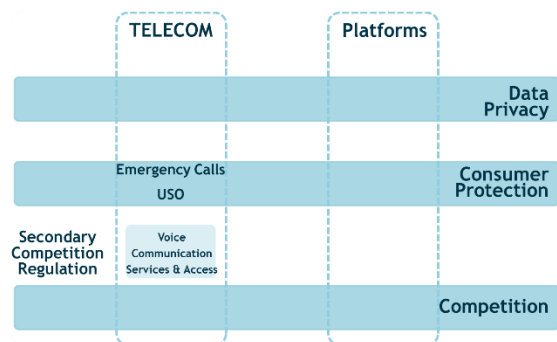 TELECOM
Platforms
Data
Privacy
Emergency Calls
USO
Consumer
Protection
Secondary
Competition
Regulation
Voice
Communication
Services & Access
Competition